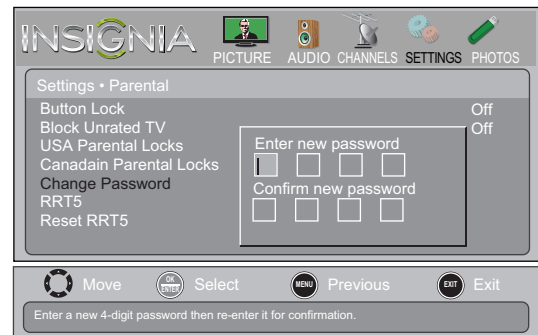 INSIGNIA
PICTURE AUDIO CHANNELS SETTINGS PHOTOS
Settings • Parental
Button Lock Off
Block Unrated TV Off
USA Parental Locks
Canadain Parental Locks
Change Password
RRT5
Reset RRT5
Enter new password
Confirm new password
Move OK ENTER Select MENU Previous EXIT Exit
Enter a new 4-digit password then re-enter it for confirmation.